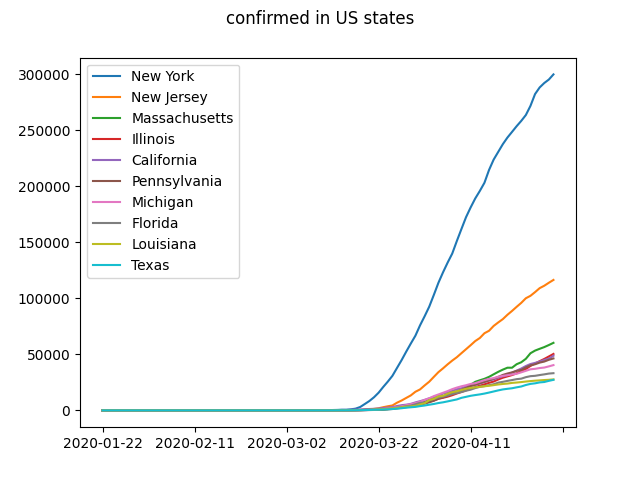 confirmed in US states
300000
250000
200000
150000
100000
50000
0
New York
New Jersey
Massachusetts
Illinois
California
Pennsylvania
Michigan
Florida
Louisiana
Texas
2020-01-22 2020-02-11 2020-03-02 2020-03-22 2020-04-11